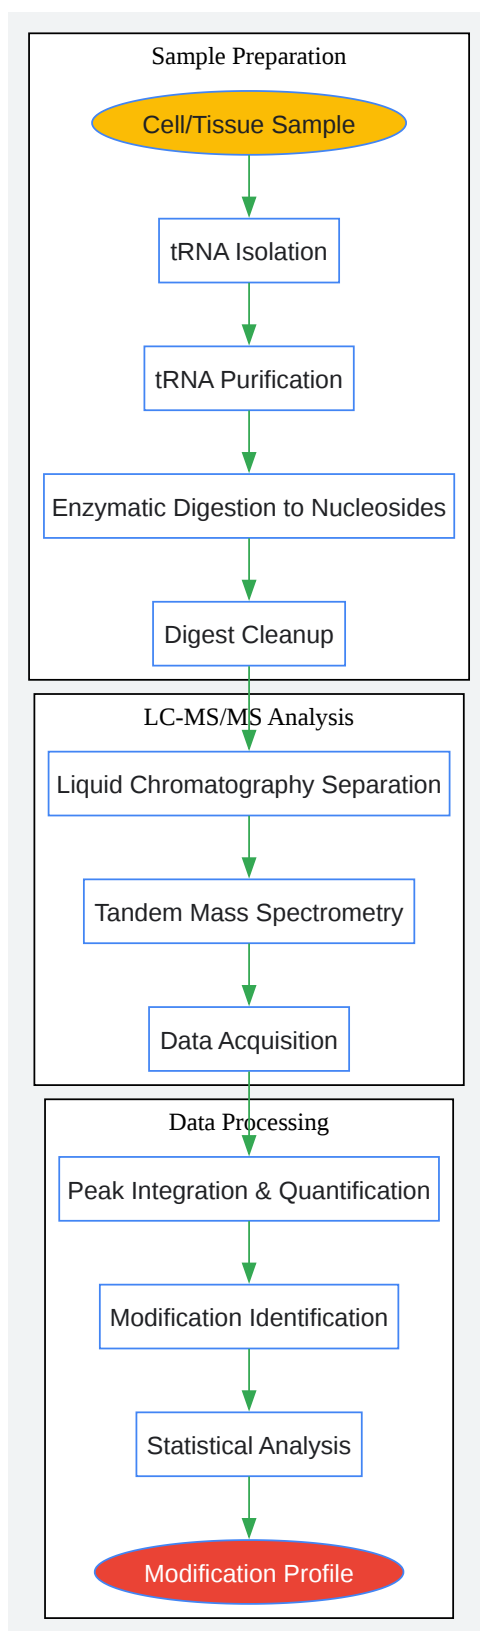 Sample Preparation
Cell/Tissue Sample
tRNA Isolation
tRNA Purification
Enzymatic Digestion to Nucleosides
Digest Cleanup
LC-MS/MS Analysis
Liquid Chromatography Separation
Tandem Mass Spectrometry
Data Acquisition
Data Processing
Peak Integration & Quantification
Modification Identification
Statistical Analysis
Modification Profile